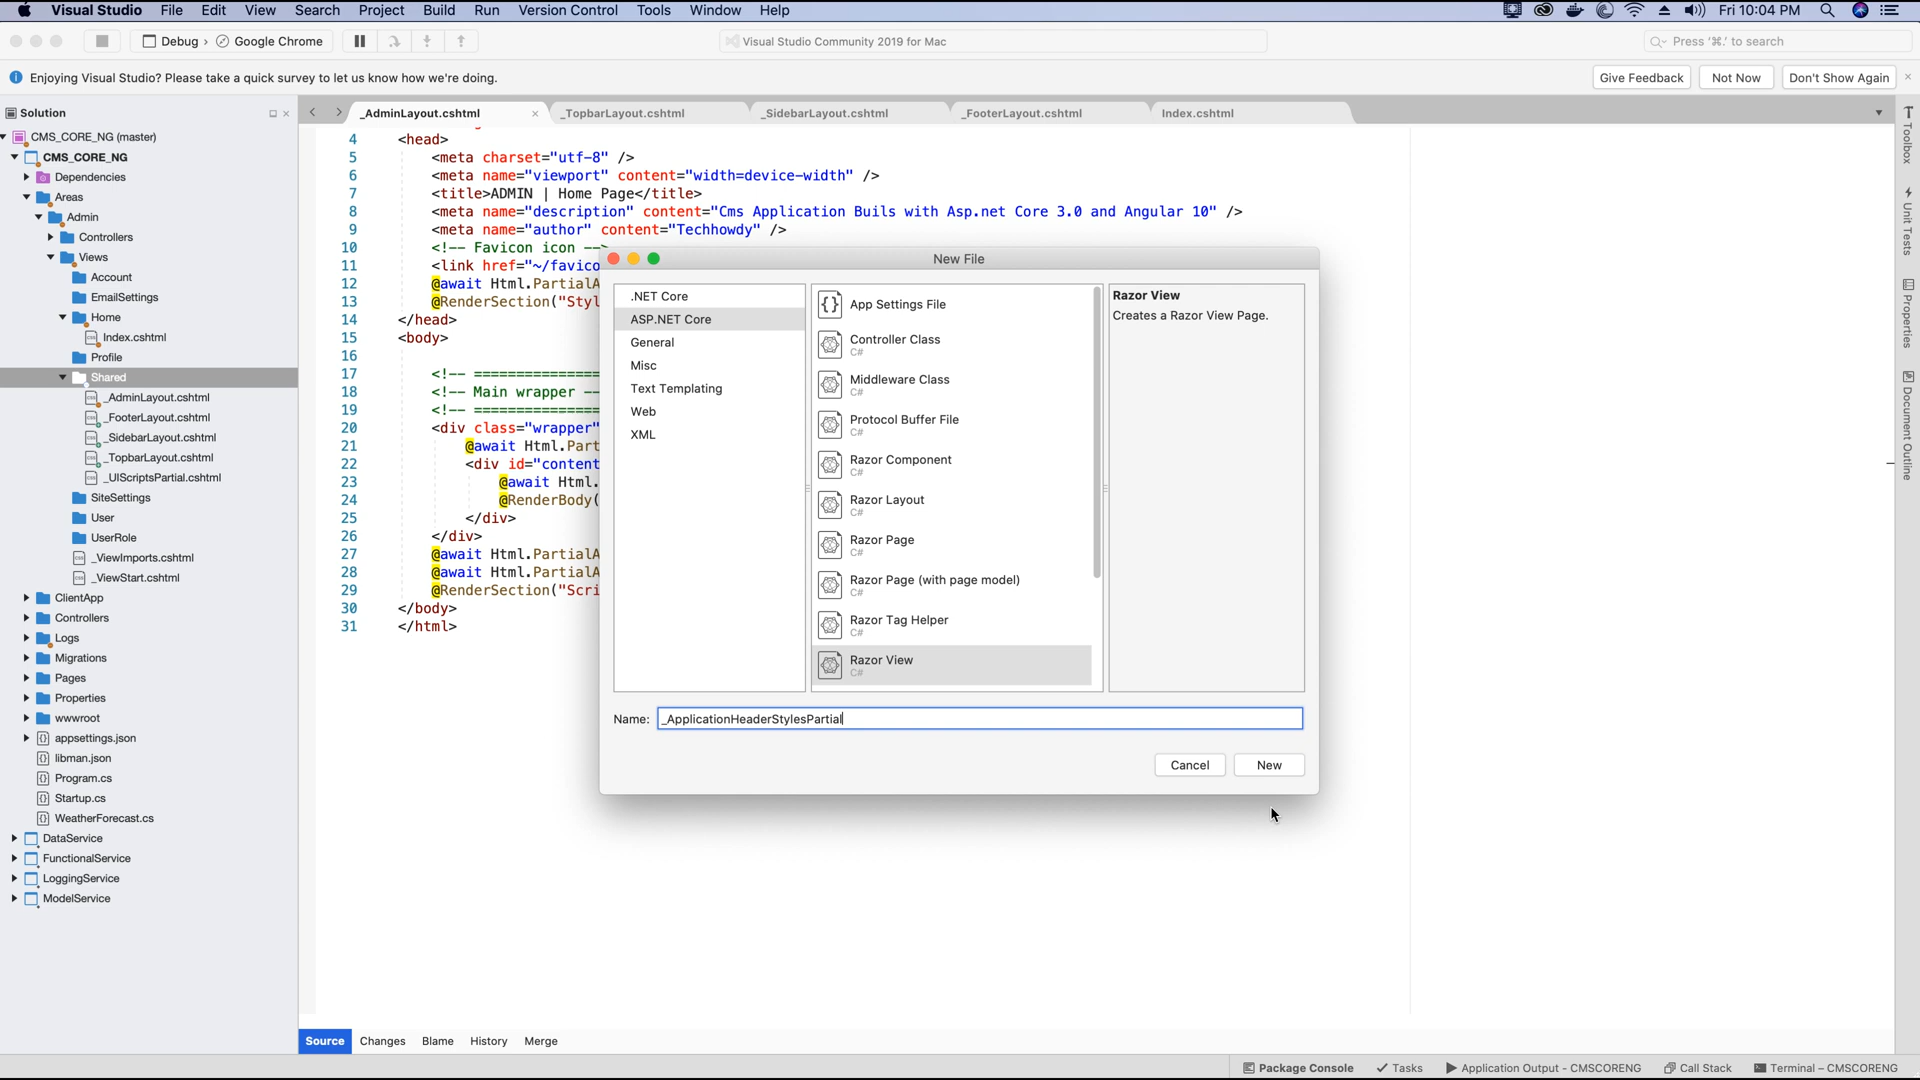 Visual Studio File Edit View Search Project Build Run Version Control Tools Window Help Fri 10:04 PM
Debug › Google Chrome Visual Studio Community 2019 for Mac Press '⌘.' to search
Enjoying Visual Studio? Please take a quick survey to let us know how we're doing. Give Feedback Not Now Don't Show Again
Solution
CMS_CORE_NG (master)
CMS_CORE_NG
Dependencies
Areas
Admin
Controllers
Views
Account
EmailSettings
Home
Index.cshtml
Profile
Shared
_AdminLayout.cshtml
_FooterLayout.cshtml
_SidebarLayout.cshtml
_TopbarLayout.cshtml
_UIScriptsPartial.cshtml
SiteSettings
User
UserRole
_ViewImports.cshtml
_ViewStart.cshtml
ClientApp
Controllers
Logs
Migrations
Pages
Properties
wwwroot
appsettings.json
libman.json
Program.cs
Startup.cs
WeatherForecast.cs
DataService
FunctionalService
LoggingService
ModelService
_AdminLayout.cshtml _TopbarLayout.cshtml _SidebarLayout.cshtml _FooterLayout.cshtml Index.cshtml
4 <head>
5 <meta charset="utf-8" />
6 <meta name="viewport" content="width=device-width" />
7 <title>ADMIN | Home Page</title>
8 <meta name="description" content="Cms Application Buils with Asp.net Core 3.0 and Angular 10" />
9 <meta name="author" content="Techhowdy" />
10 <!-- Favicon icon -->
11 <link href="~/favico
12 @await Html.PartialA
13 @RenderSection("Styl
14 </head>
15 <body>
16
17 <!-- ===============
18 <!-- Main wrapper --
19 <!-- ===============
20 <div class="wrapper"
21 @await Html.Part
22 <div id="content
23 @await Html.
24 @RenderBody(
25 </div>
26 </div>
27 @await Html.PartialA
28 @await Html.PartialA
29 @RenderSection("Scri
30 </body>
31 </html>
New File
.NET Core
ASP.NET Core
General
Misc
Text Templating
Web
XML
App Settings File
Controller Class
C#
Middleware Class
C#
Protocol Buffer File
C#
Razor Component
C#
Razor Layout
C#
Razor Page
C#
Razor Page (with page model)
C#
Razor Tag Helper
C#
Razor View
C#
Razor View
Creates a Razor View Page.
Name: _ApplicationHeaderStylesPartial
Cancel New
Toolbox
Unit Tests
Properties
Document Outline
Source Changes Blame History Merge
Package Console Tasks Application Output - CMSCORENG Call Stack Terminal – CMSCORENG